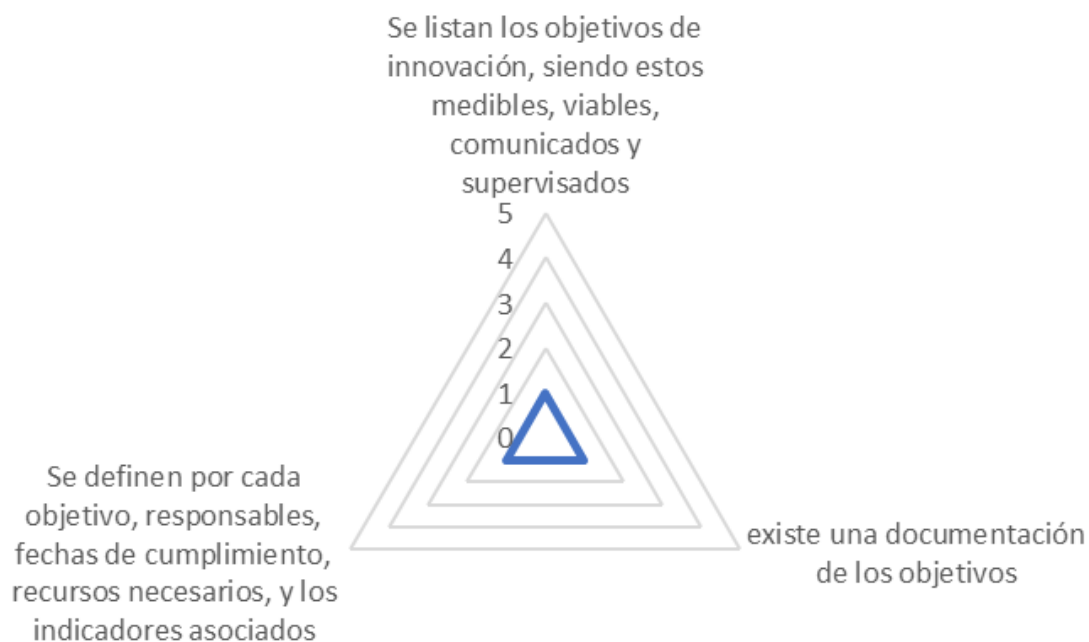 Se listan los objetivos de
innovación, siendo estos
medibles, viables,
comunicados y
supervisados
5
4
3
2
1
0
Se definen por cada
objetivo, responsables,
fechas de cumplimiento,
recursos necesarios, y los
indicadores asociados
existe una documentación
de los objetivos